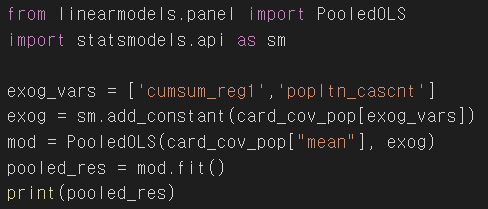 from linearmodels.panel import PooledOLS
import statsmodels.api as sm
exog_vars = ['cumsum_reg1','popltn_cascnt']
exog = sm.add_constant(card_cov_pop[exog_vars])
mod = PooledOLS(card_cov_pop["mean"], exog)
pooled_res = mod.fit()
print(pooled_res)